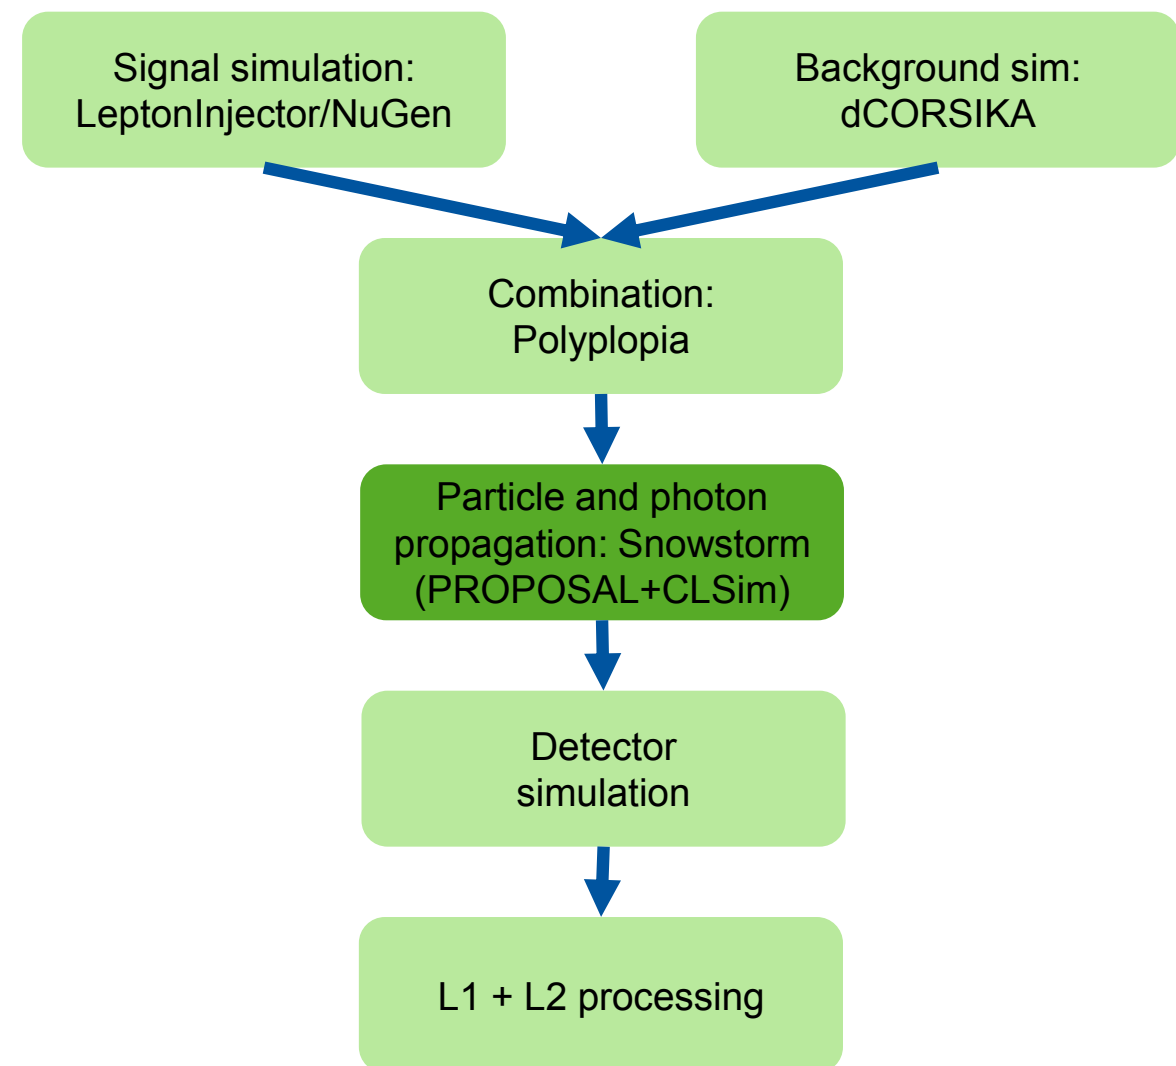 Signal simulation:
LeptonInjector/NuGen
Background sim:
dCORSIKA
Combination:
Polyplopia
Particle and photon
propagation: Snowstorm
(PROPOSAL+CLSim)
Detector
simulation
L1 + L2 processing